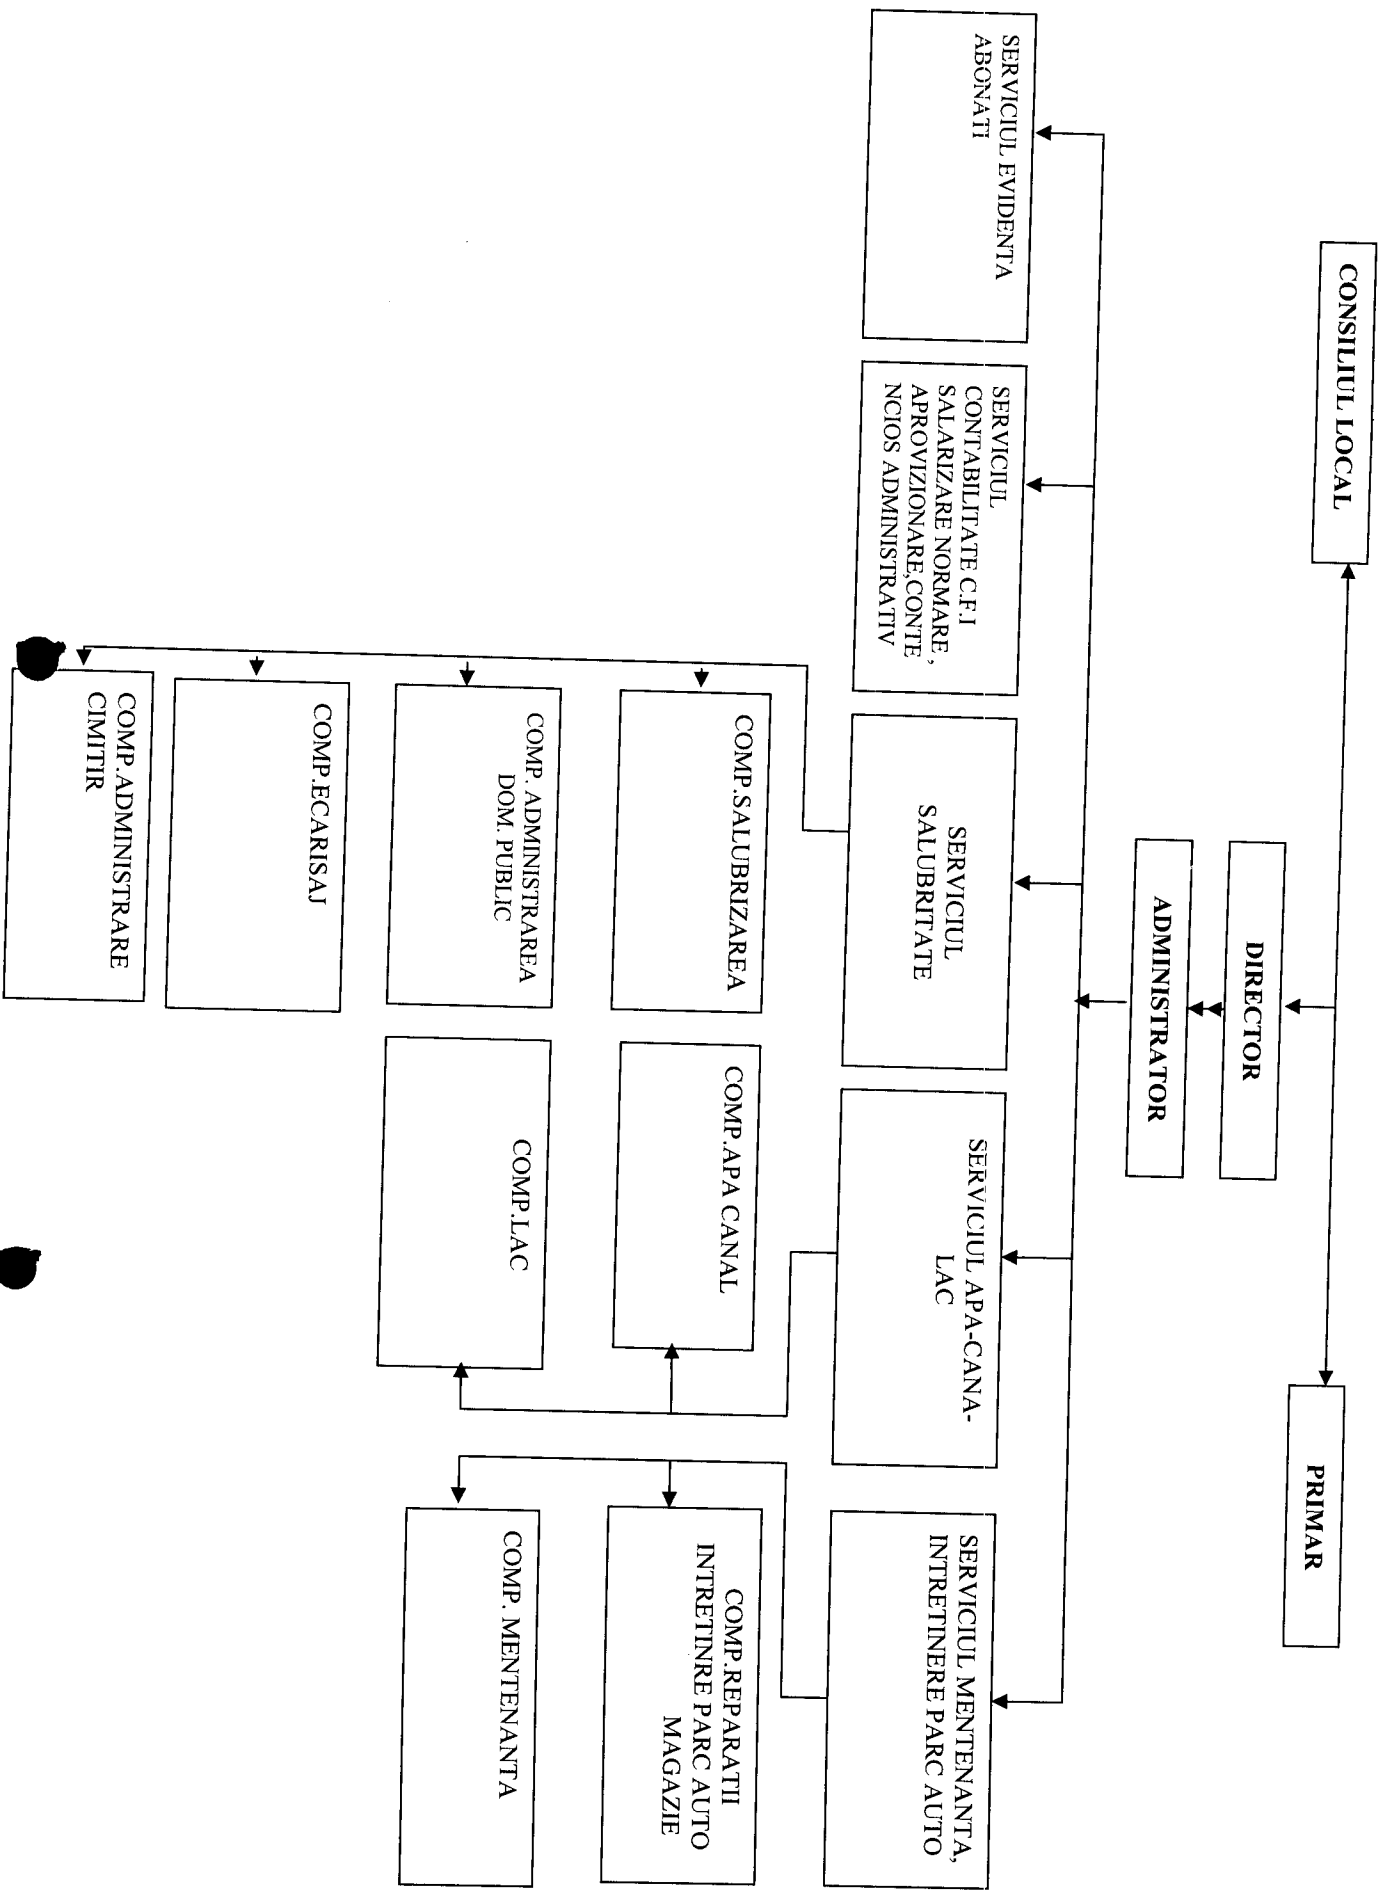 CONSILIUL LOCAL
PRIMAR
DIRECTOR
ADMINISTRATOR
SERVICIUL EVIDENTA
ABONATI
SERVICIUL
CONTABILITATE C.F.I
SALARIZARE NORMARE ,
APROVIZIONARE,CONTE
NCIOS ADMINISTRATIV
SERVICIUL
SALUBRITATE
SERVICIUL APA-CANA-
LAC
SERVICIUL MENTENANTA,
INTRETINERE PARC AUTO
COMP.SALUBRIZAREA
COMP.APA CANAL
COMP.REPARATII
INTRETINRE PARC AUTO
MAGAZIE
COMP. ADMINISTRAREA
DOM. PUBLIC
COMP.LAC
COMP. MENTENANTA
COMP.ECARISAJ
COMP.ADMINISTRARE
CIMITIR